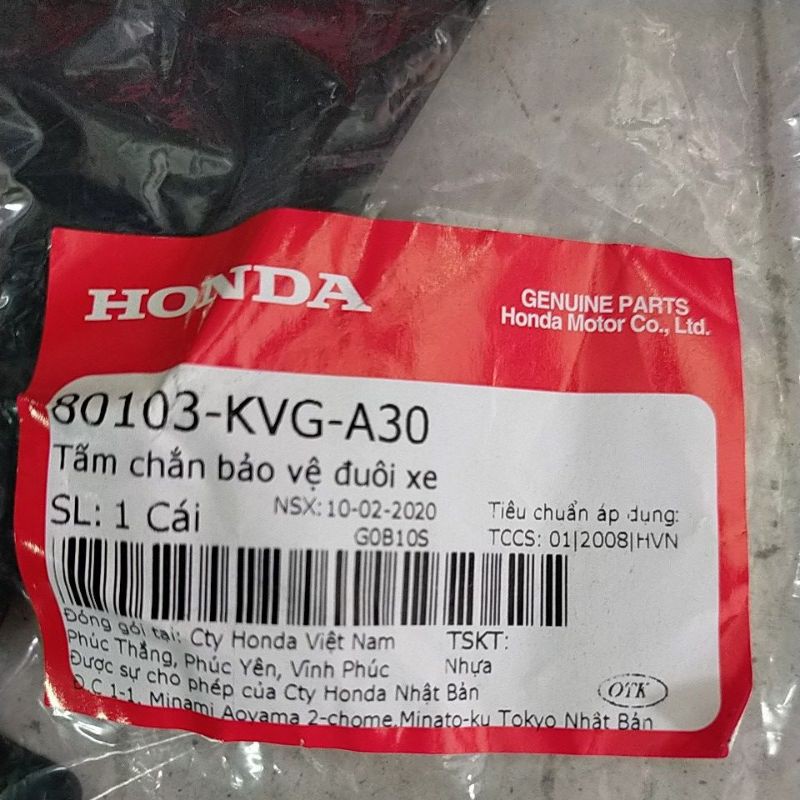 HONDA
GENUINE PARTS
Honda Motor Co., Ltd.
80103-KVG-A30
Tấm chắn bảo vệ đuôi xe
SL: 1 Cái
NSX: 10-02-2020
G0B10S
Tiêu chuẩn áp dụng:
TCCS: 01|2008|HVN
Đóng gói tại: Cty Honda Việt Nam
Phúc Thắng, Phúc Yên, Vĩnh Phúc
Được sự cho phép của Cty Honda Nhật Bản
Đ.C 1-1, Minami Aoyama 2-chome,Minato-ku Tokyo Nhật Bản
TSKT:
Nhựa
OTK